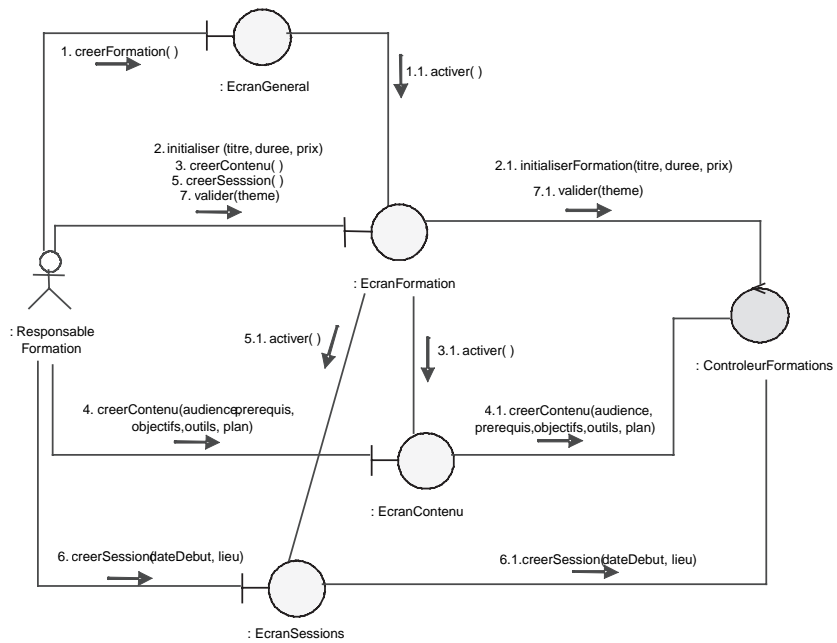 1. creerFormation( )
: EcranGeneral
1.1. activer( )
2. initialiser (titre, duree, prix)
3. creerContenu( )
5. creerSesssion( )
7. valider(theme)
2.1. initialiserFormation(titre, duree, prix)
7.1. valider(theme)
: EcranFormation
: Responsable
Formation
5.1. activer( )
3.1. activer( )
: ControleurFormations
4. creerContenu(audience,prerequis,
objectifs,outils, plan)
4.1. creerContenu(audience,
prerequis,objectifs,outils, plan)
: EcranContenu
6. creerSession(dateDebut, lieu)
6.1.creerSession(dateDebut, lieu)
: EcranSessions